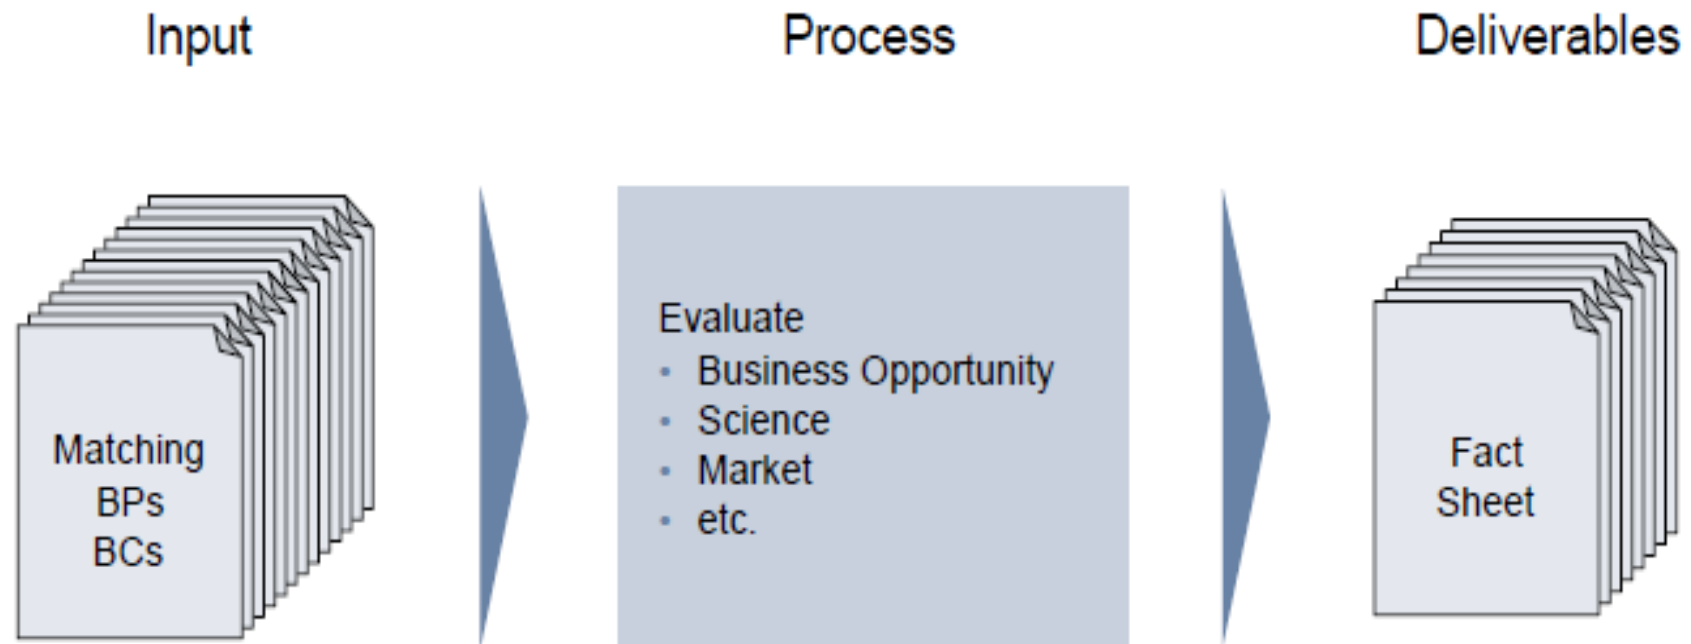 Input
Process
Deliverables
Matching
BPs
BCs
Evaluate
• Business Opportunity
• Science
• Market
• etc.
Fact
Sheet